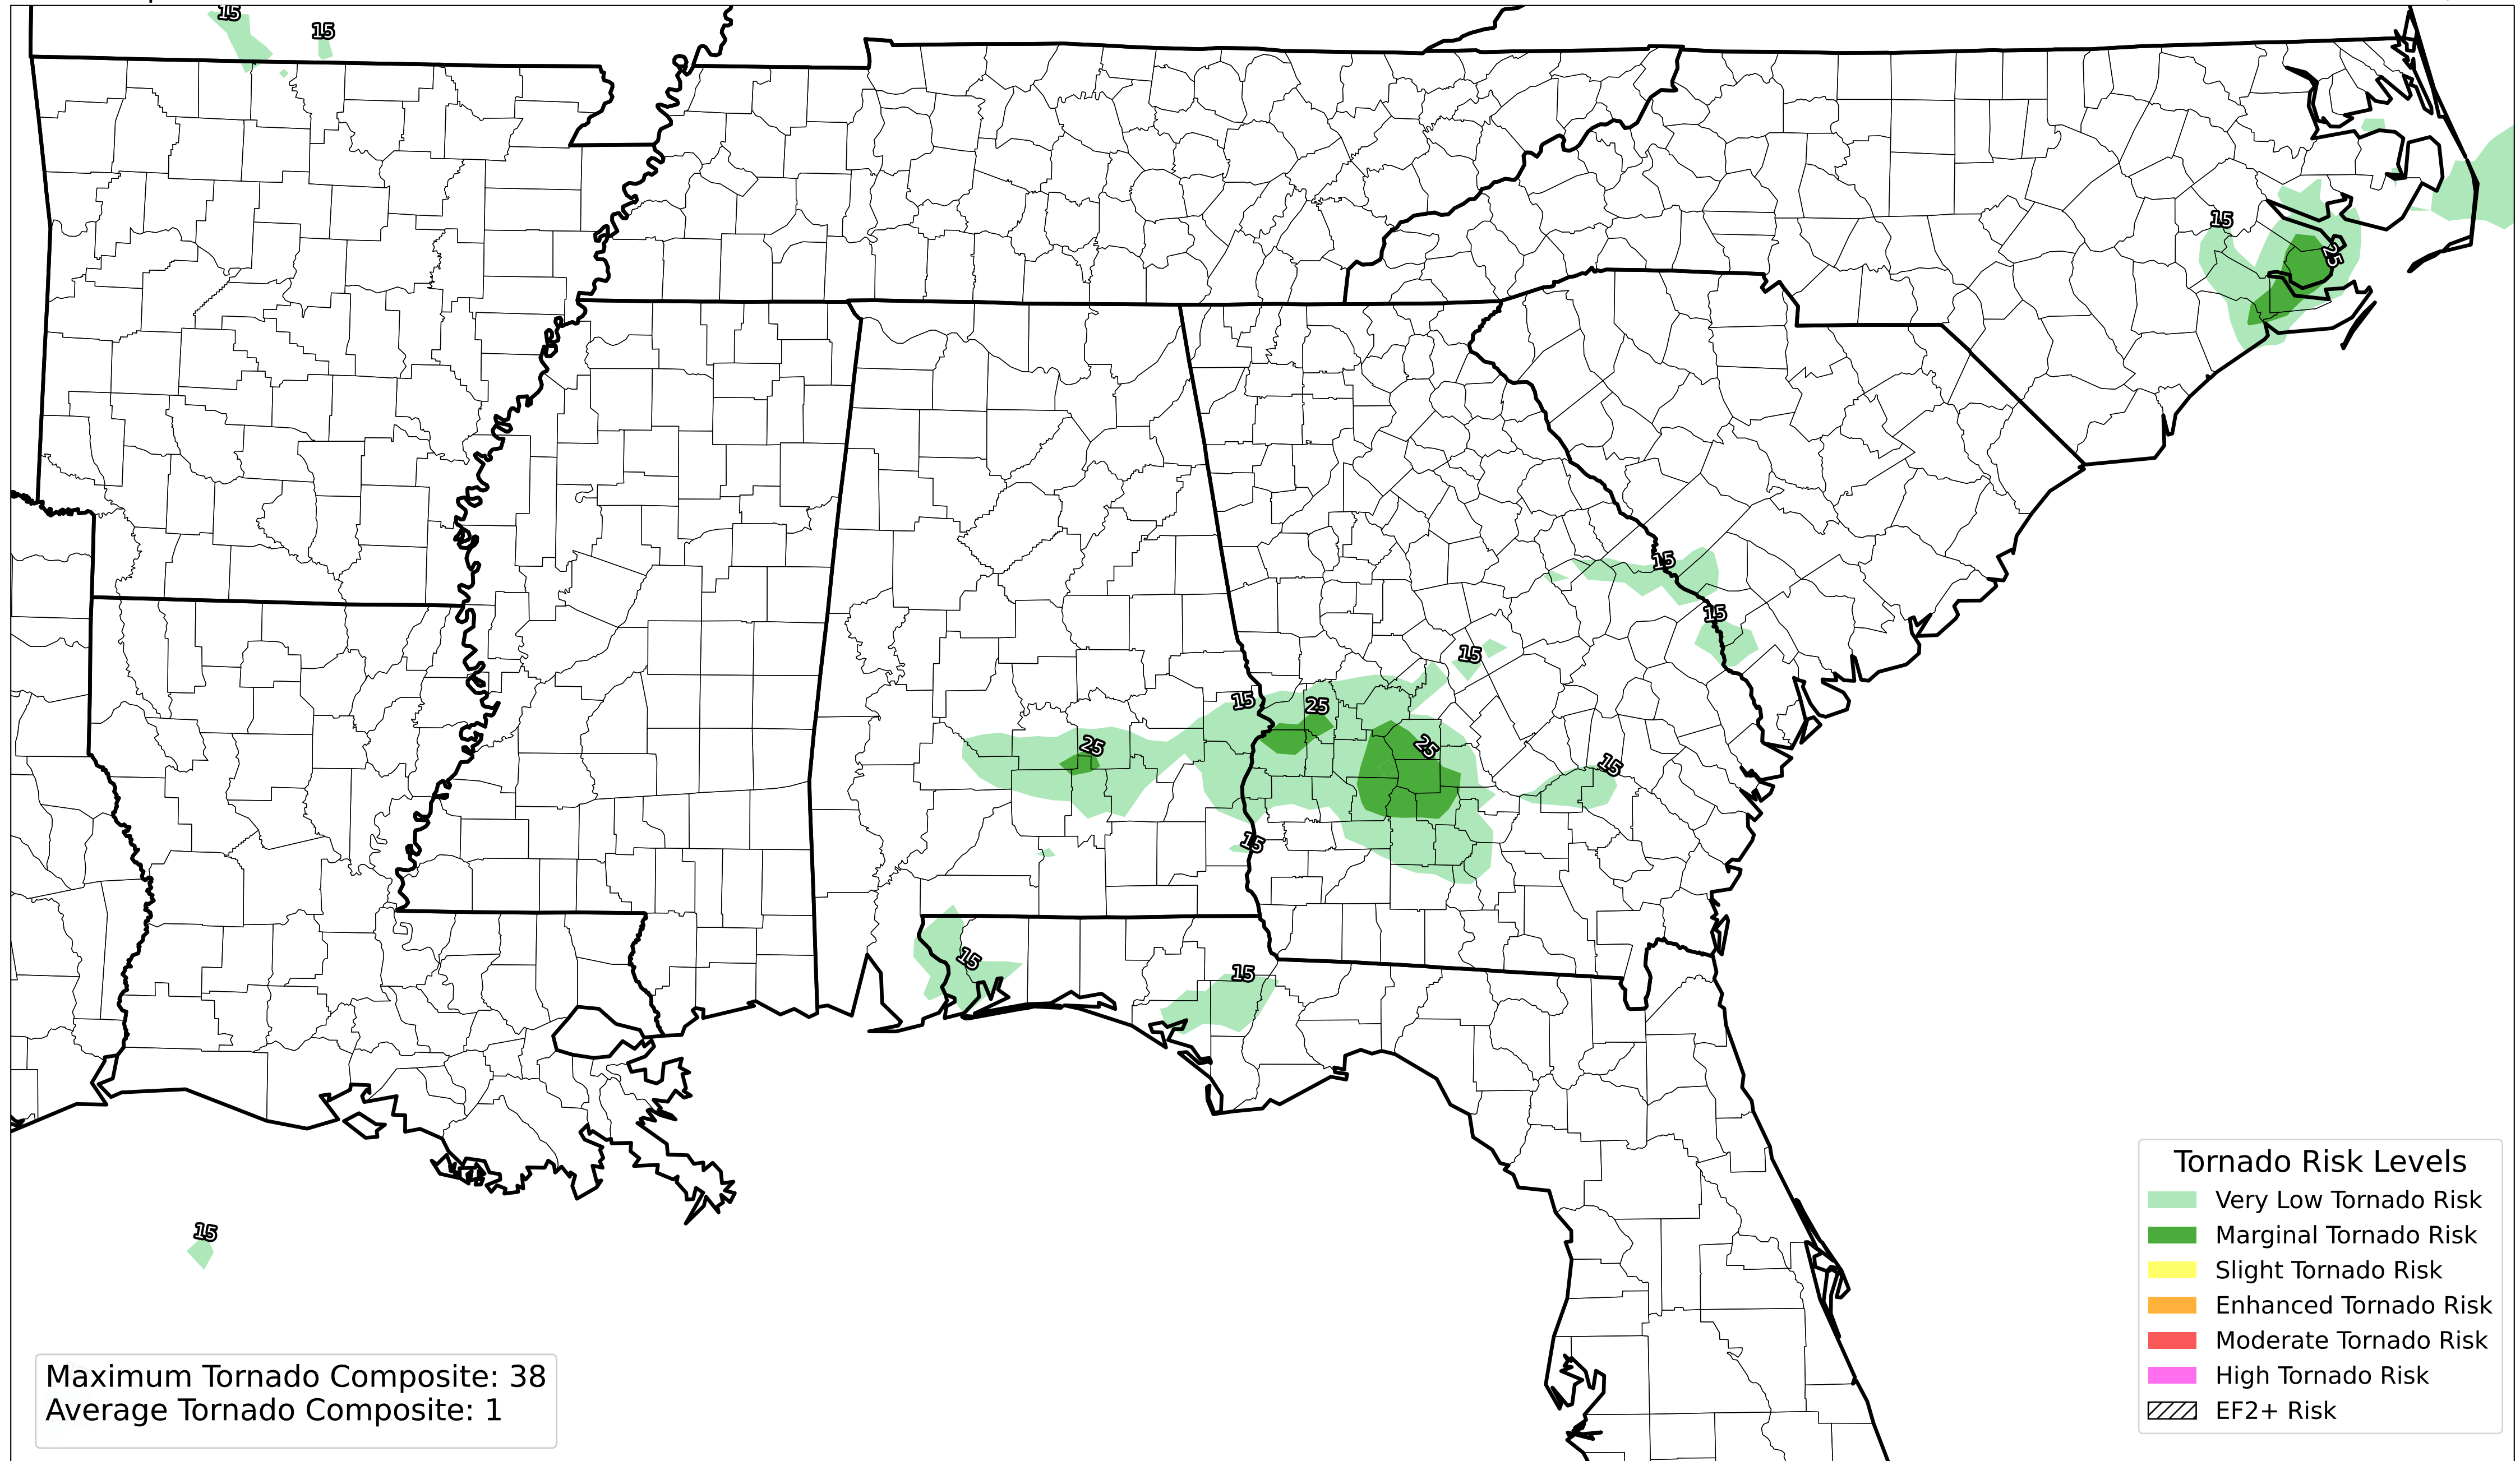 15
15
15
25
15
15
15
15
25
25
25
15
15
15
15
15
Tornado Risk Levels
Very Low Tornado Risk
Marginal Tornado Risk
Slight Tornado Risk
Enhanced Tornado Risk
Moderate Tornado Risk
High Tornado Risk
EF2+ Risk
Maximum Tornado Composite: 38
Average Tornado Composite: 1